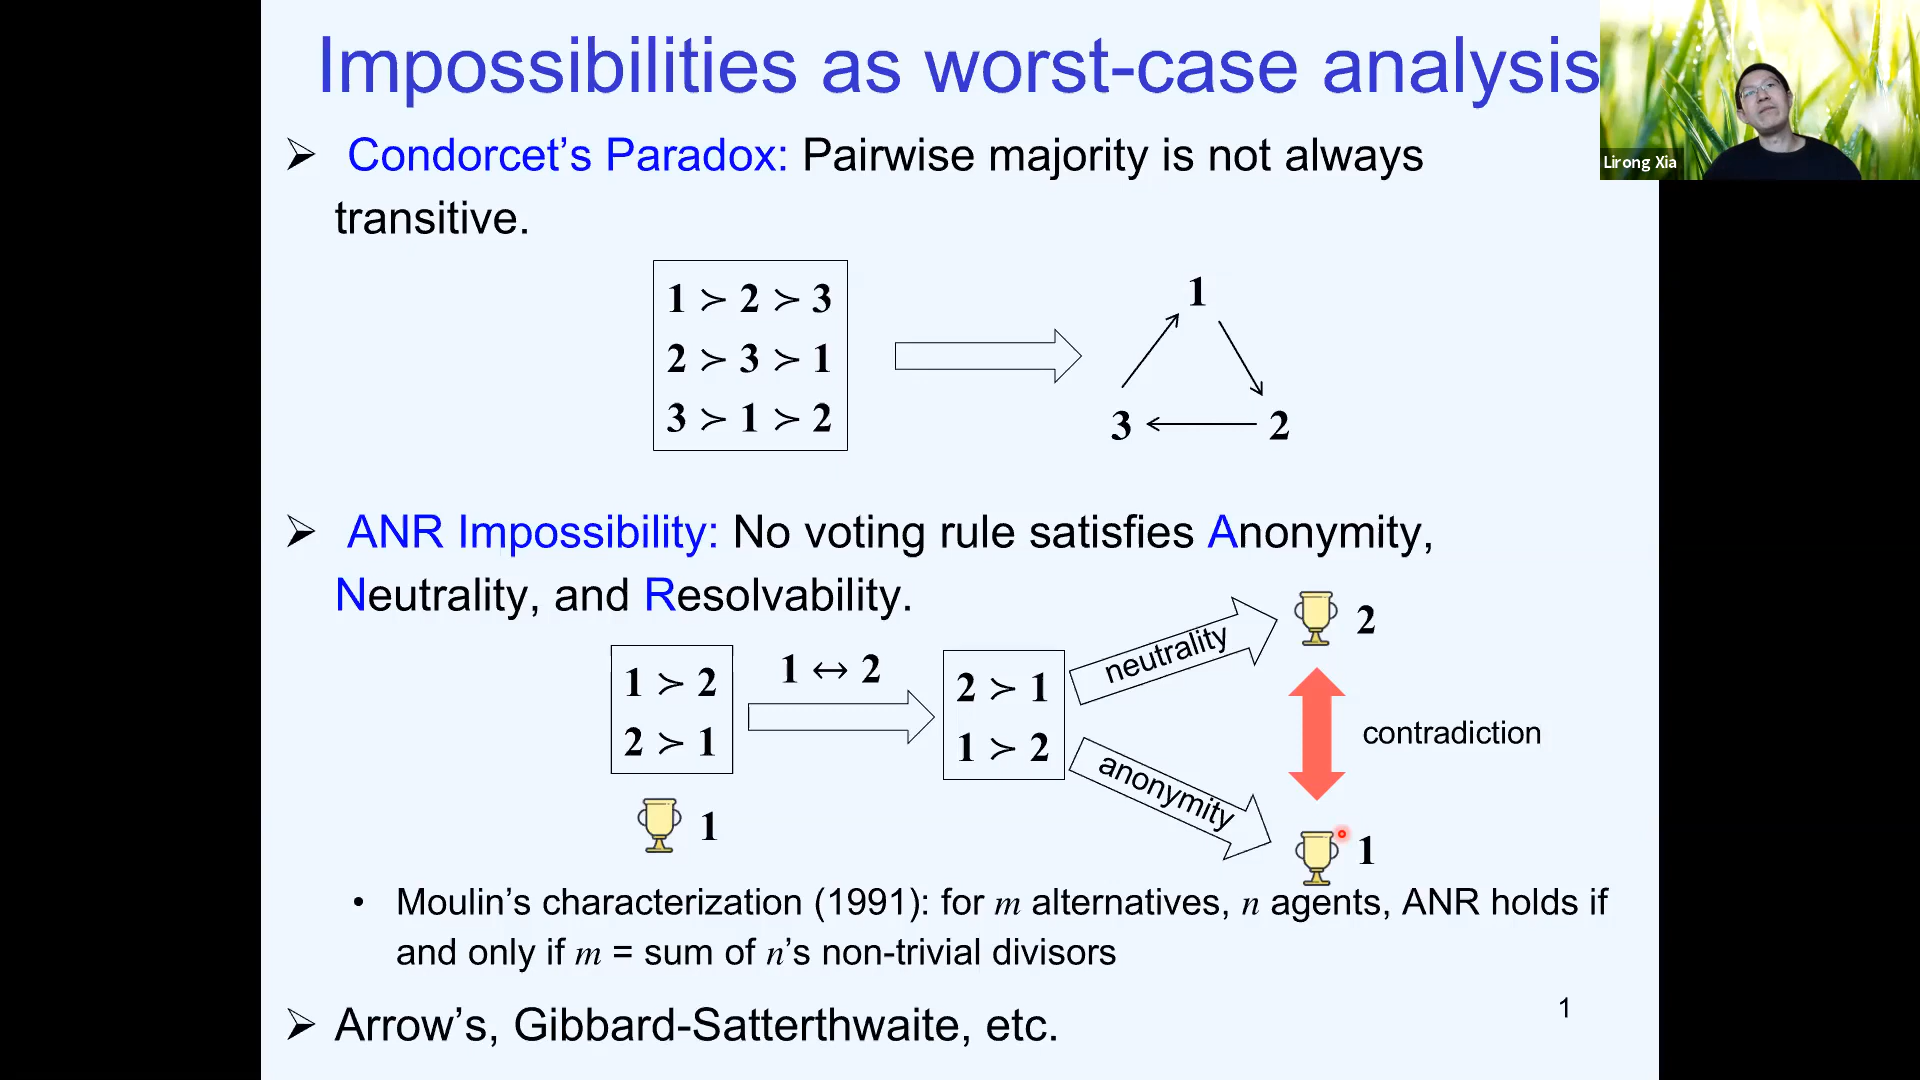 Impossibilities as worst-case analysis
Lirong Xia
➢ Condorcet’s Paradox: Pairwise majority is not always
transitive.
1 ≻ 2 ≻ 3
2 ≻ 3 ≻ 1
3 ≻ 1 ≻ 2
1
3
2
➢ ANR Impossibility: No voting rule satisfies Anonymity,
Neutrality, and Resolvability.
1 ≻ 2
2 ≻ 1
1 ↔ 2
2 ≻ 1
1 ≻ 2
neutrality
2
contradiction
anonymity
1
1
• Moulin’s characterization (1991): for m alternatives, n agents, ANR holds if
and only if m = sum of n’s non-trivial divisors
➢ Arrow’s, Gibbard-Satterthwaite, etc.
1